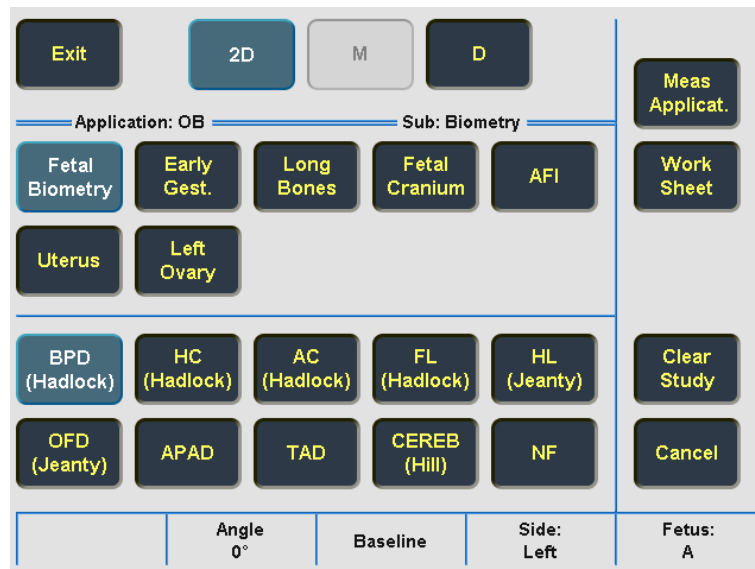 Exit
2D
M
D
Meas
Applicat.
Application: OB
Sub: Biometry
Fetal
Biometry
Early
Gest.
Long
Bones
Fetal
Cranium
AFI
Work
Sheet
Uterus
Left
Ovary
BPD
(Hadlock)
HC
(Hadlock)
AC
(Hadlock)
FL
(Hadlock)
HL
(Jeanty)
Clear
Study
OFD
(Jeanty)
APAD
TAD
CEREB
(Hill)
NF
Cancel
Angle
0°
Baseline
Side:
Left
Fetus:
A